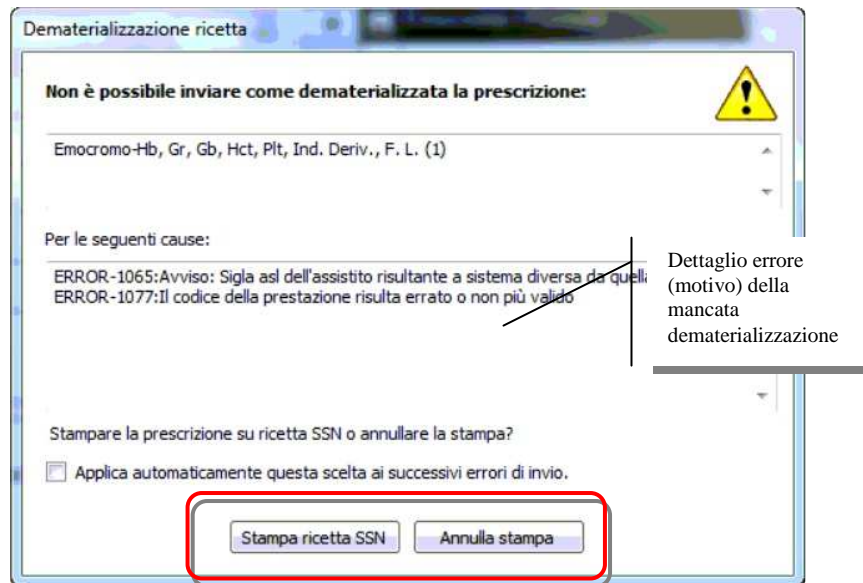 Dematerializzazione ricetta
Non è possibile inviare come dematerializzata la prescrizione:
Emocromo-Hb, Gr, Gb, Hct, Plt, Ind. Deriv., F. L. (1)
Per le seguenti cause:
ERROR-1065:Avviso: Sigla asl dell'assistito risultante a sistema diversa da quella
ERROR-1077:Il codice della prestazione risulta errato o non più valido
Dettaglio errore
(motivo) della
mancata
dematerializzazione
Stampare la prescrizione su ricetta SSN o annullare la stampa?
Applica automaticamente questa scelta ai successivi errori di invio.
Stampa ricetta SSN
Annulla stampa